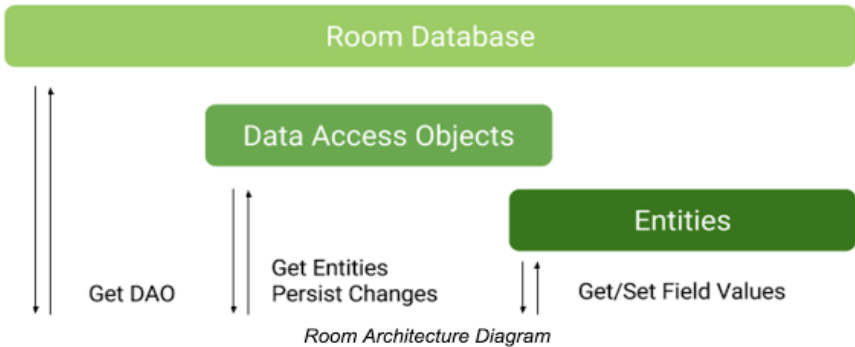 Room Database
Data Access Objects
Entities
Get DAO
Get Entities
Persist Changes
Get/Set Field Values
Room Architecture Diagram